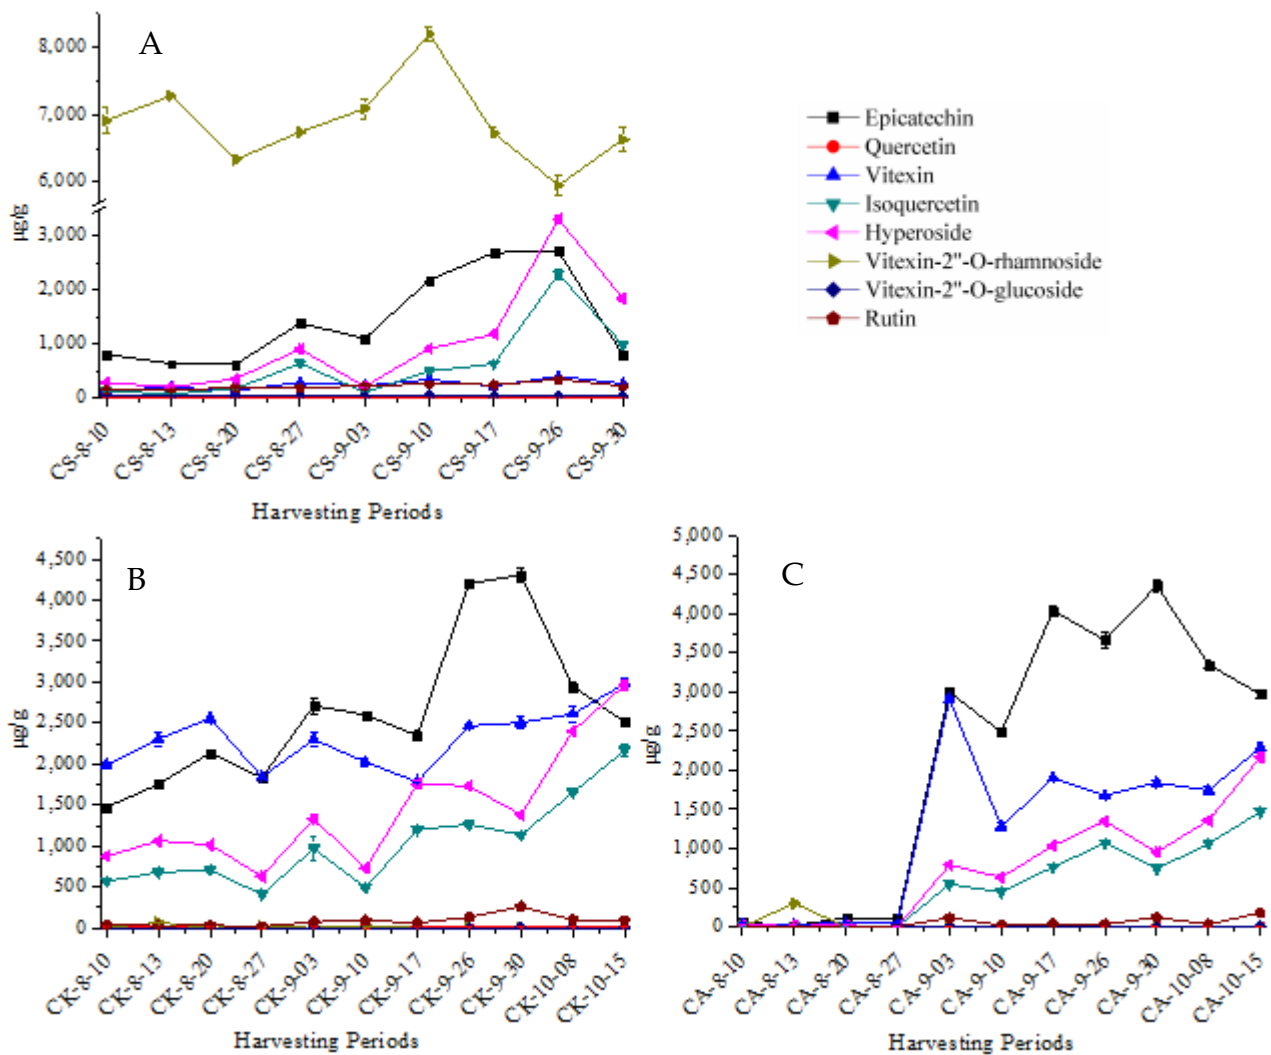 A
8,000
7,000
6,000
3,000
2,000
1,000
0
µg/g
CS-8-10
CS-8-13
CS-8-20
CS-8-27
CS-9-03
CS-9-10
CS-9-17
CS-9-26
CS-9-30
Harvesting Periods
Epicatechin
Quercetin
Vitexin
Isoquercetin
Hyperoside
Vitexin-2"-O-rhamnoside
Vitexin-2"-O-glucoside
Rutin
B
4,500
4,000
3,500
3,000
2,500
2,000
1,500
1,000
500
0
µg/g
CK-8-10
CK-8-13
CK-8-20
CK-8-27
CK-9-03
CK-9-10
CK-9-17
CK-9-26
CK-9-30
CK-10-08
CK-10-15
Harvesting Periods
C
5,000
4,500
4,000
3,500
3,000
2,500
2,000
1,500
1,000
500
0
µg/g
CA-8-10
CA-8-13
CA-8-20
CA-8-27
CA-9-03
CA-9-10
CA-9-17
CA-9-26
CA-9-30
CA-10-08
CA-10-15
Harvesting Periods